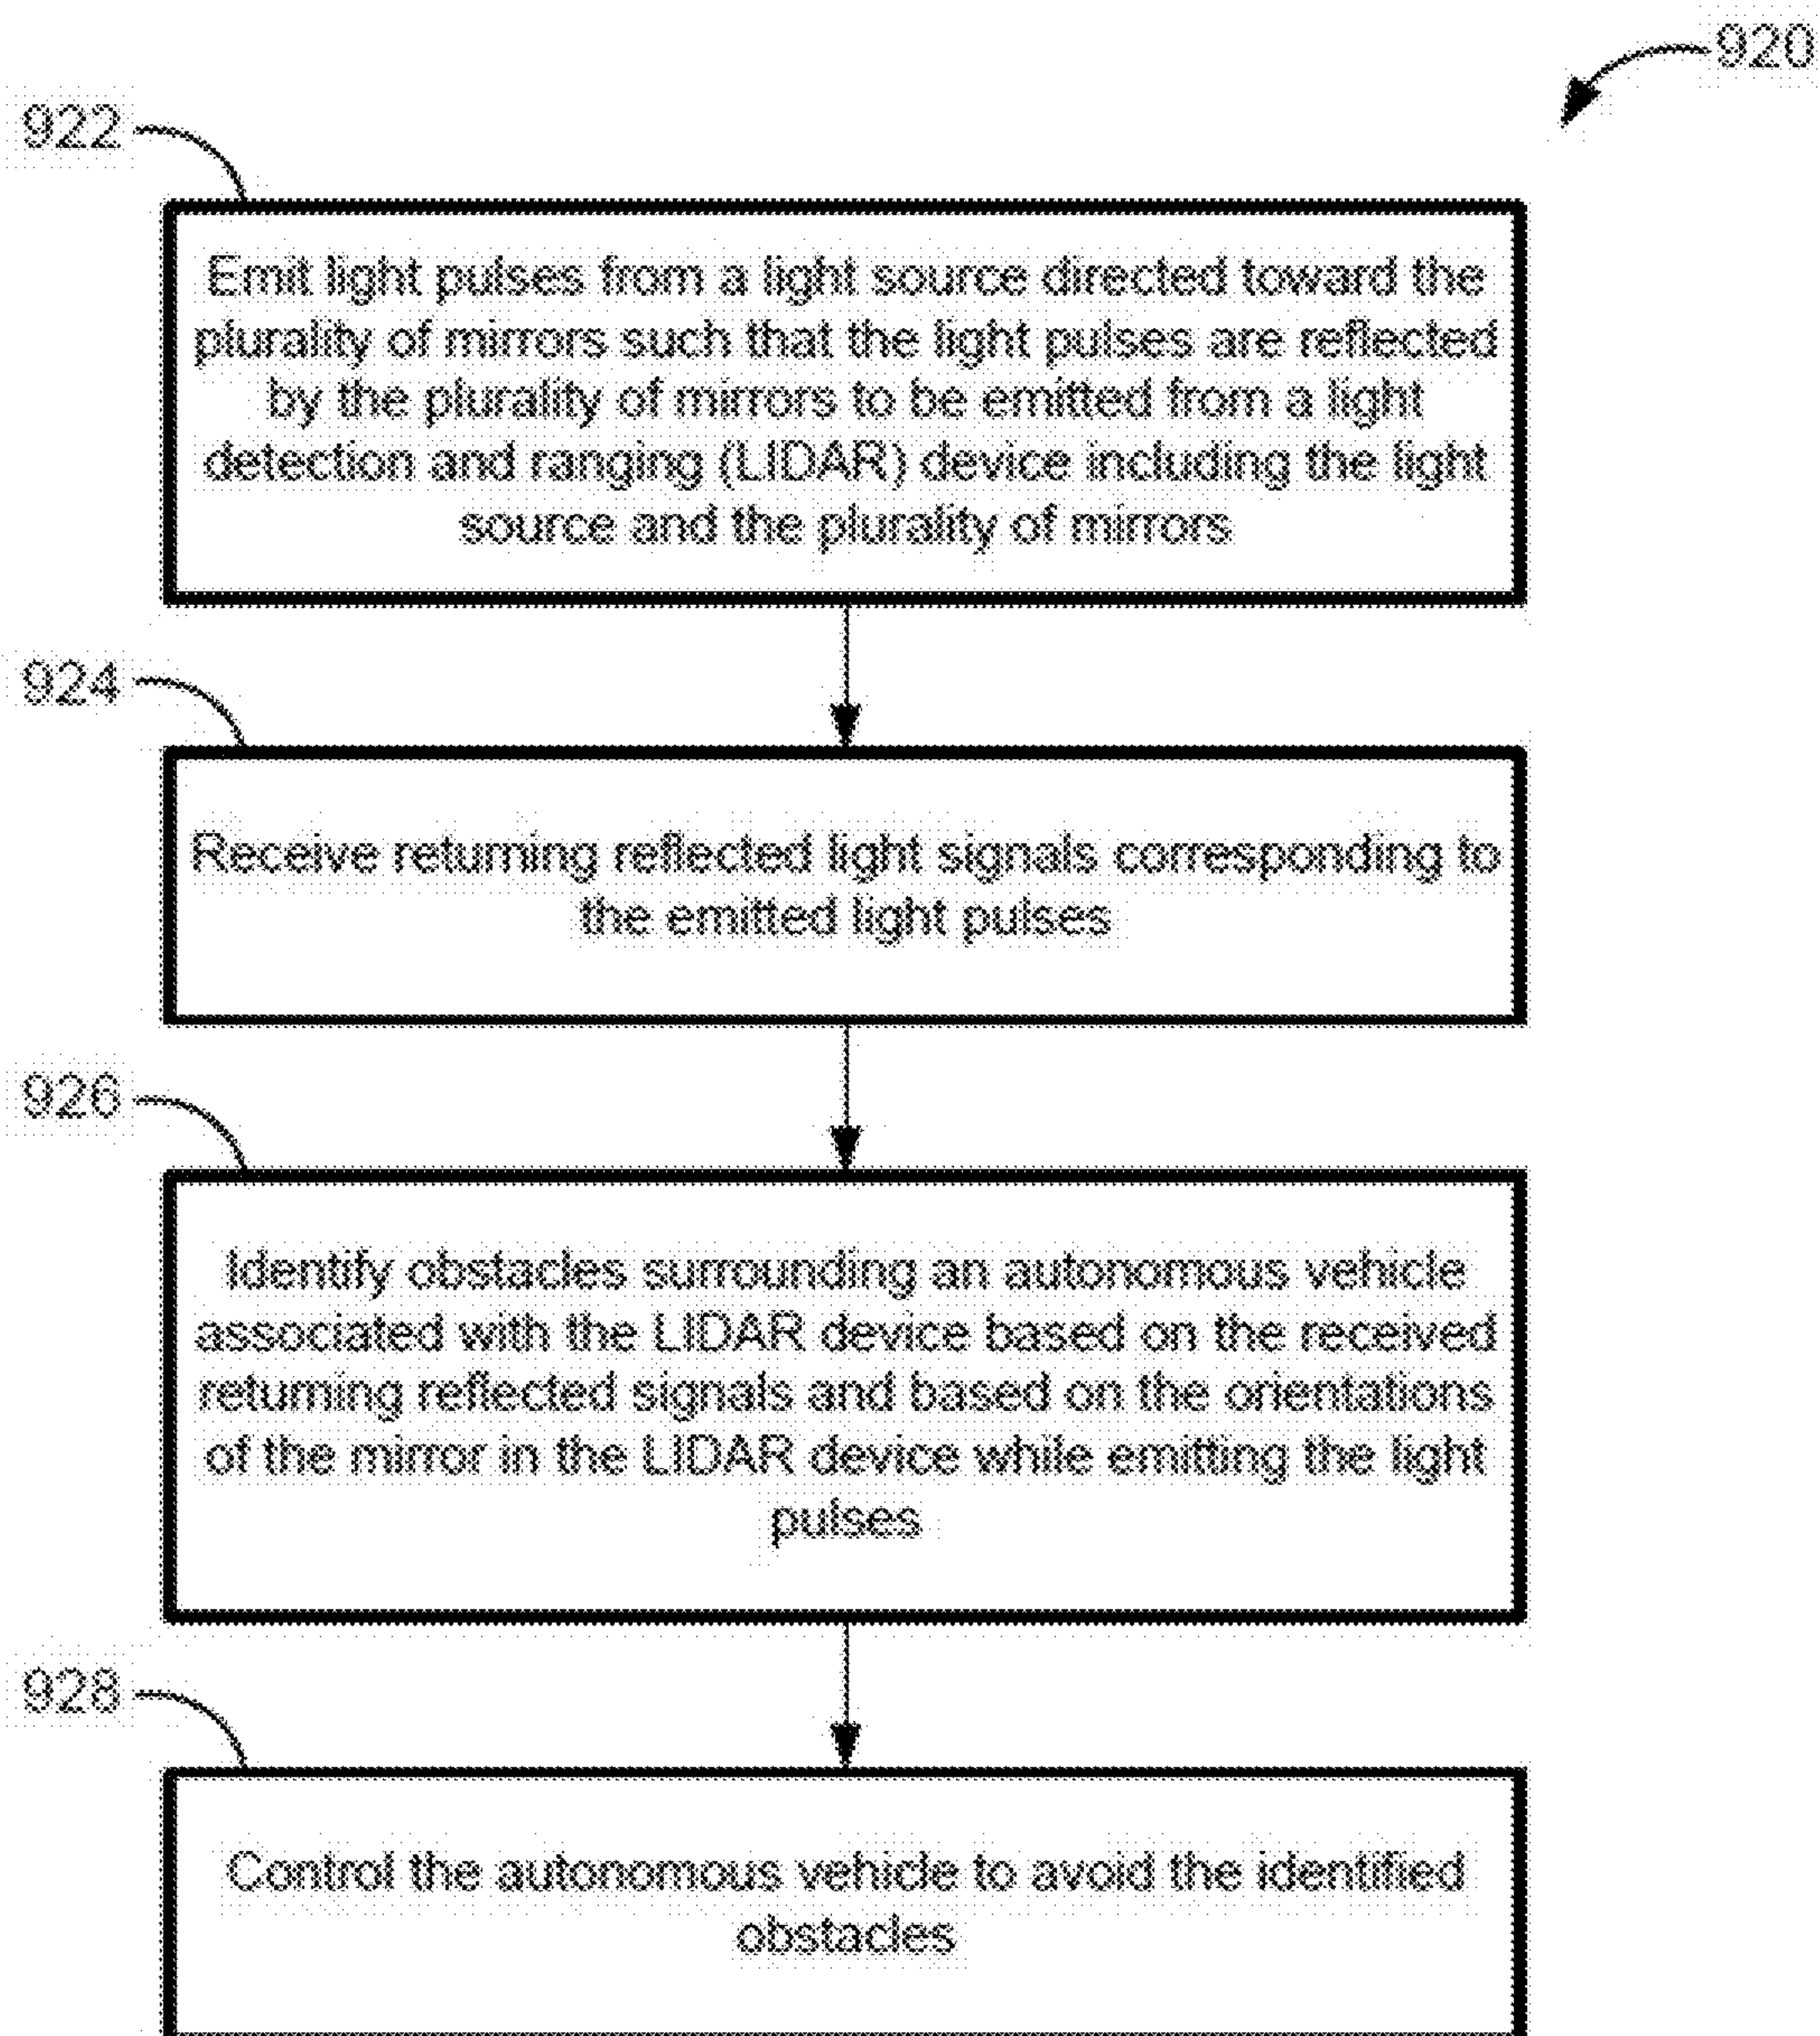 920
922
Emit light pulses from a light source directed toward the
plurality of mirrors such that the light pulses are reflected
by the plurality of mirrors to be emitted from a light
detection and ranging (LIDAR) device including the light
source and the plurality of mirrors
924
Receive returning reflected light signals corresponding to
the emitted light pulses
926
Identify obstacles surrounding an autonomous vehicle
associated with the LIDAR device based on the received
returning reflected signals and based on the orientations
of the mirror in the LIDAR device while emitting the light
pulses
928
Control the autonomous vehicle to avoid the identified
obstacles